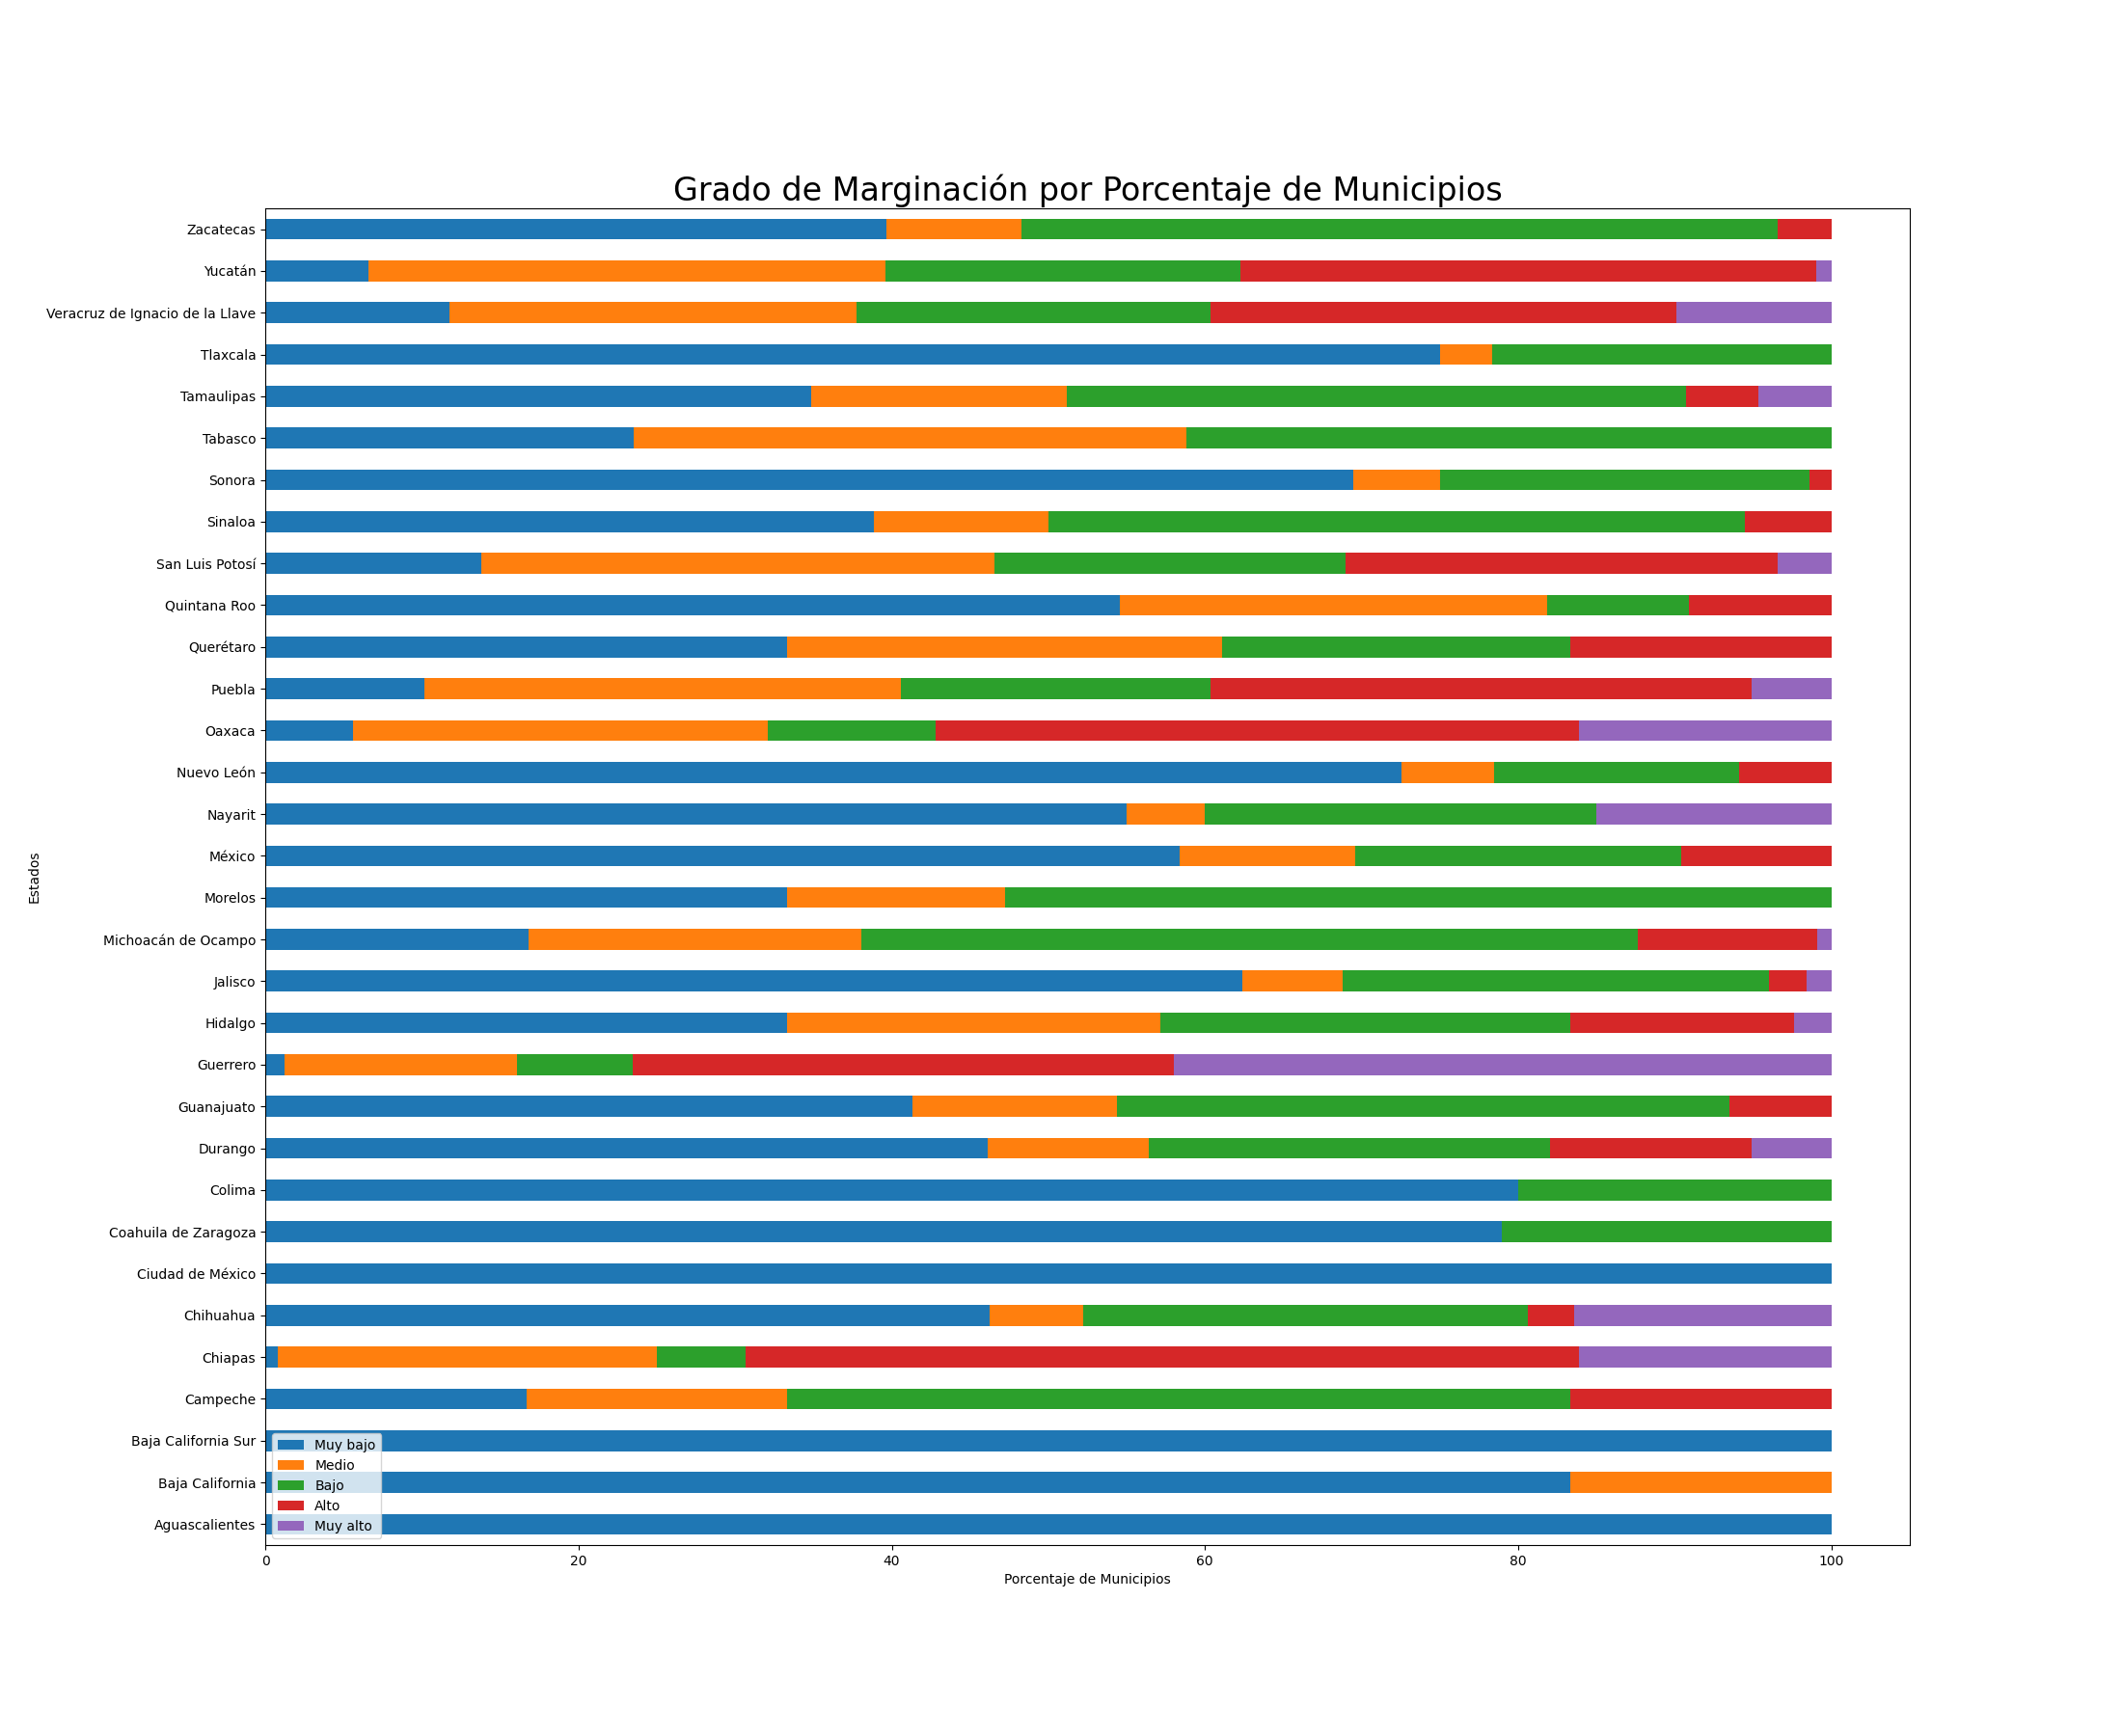 Grado de Marginación por Porcentaje de Municipios
Zacatecas
Yucatán
Veracruz de Ignacio de la Llave
Tlaxcala
Tamaulipas
Tabasco
Sonora
Sinaloa
San Luis Potosí
Quintana Roo
Querétaro
Puebla
Oaxaca
Nuevo León
Nayarit
México
Morelos
Michoacán de Ocampo
Jalisco
Hidalgo
Guerrero
Guanajuato
Durango
Colima
Coahuila de Zaragoza
Ciudad de México
Chihuahua
Chiapas
Campeche
Baja California Sur
Baja California
Aguascalientes
Estados
Muy bajo
Medio
Bajo
Alto
Muy alto
0 20 40 60 80 100
Porcentaje de Municipios